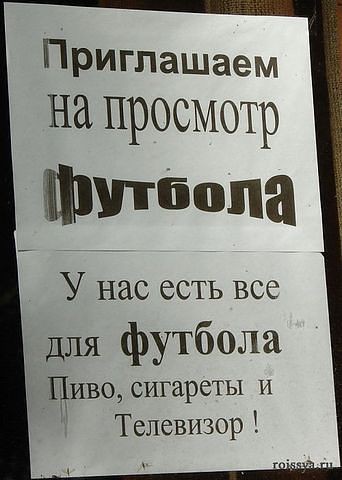 Приглашаем
на просмотр
футбола
У нас есть все
для футбола
Пиво, сигареты и
Телевизор !
roissya.ru